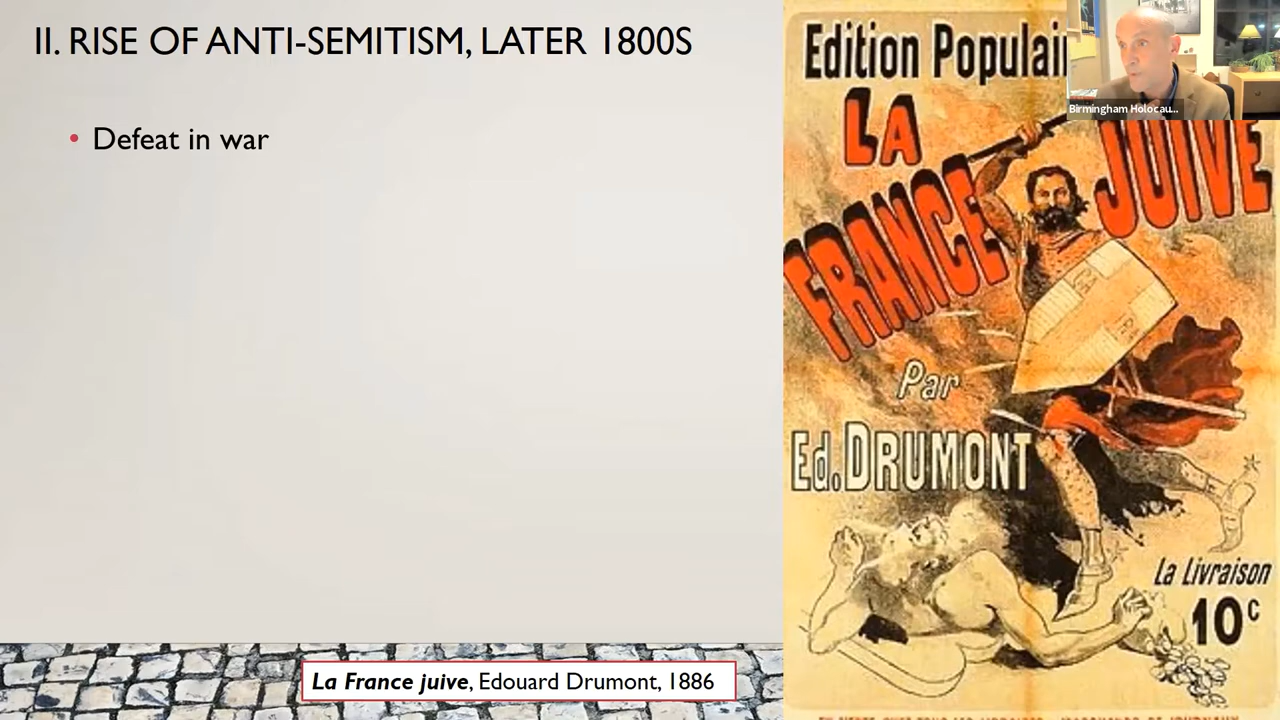 II. RISE OF ANTI-SEMITISM, LATER 1800S
• Defeat in war
La France juive, Edouard Drumont, 1886
Edition Populai
LA
FRANCE
JUIVE
Par
Ed. DRUMONT
La Livraison
10c
Birmingham Holocau...